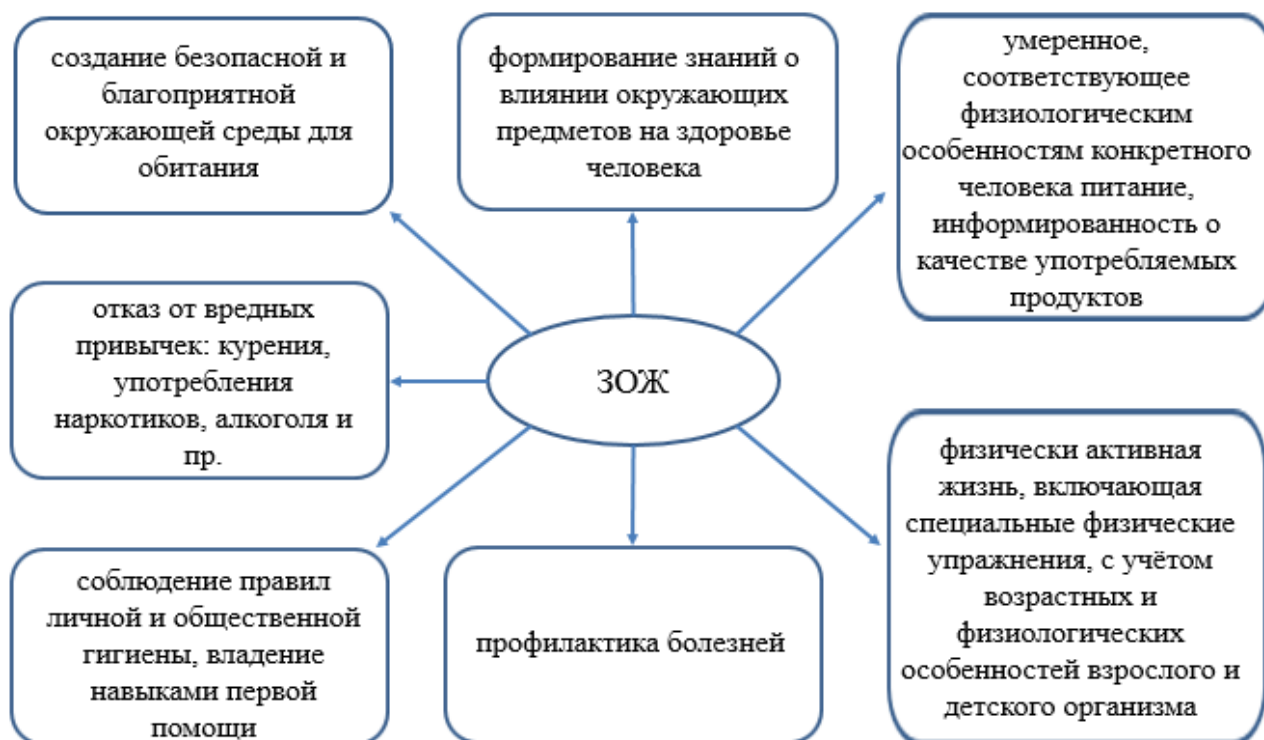 создание безопасной и
благоприятной
окружающей среды для
обитания
формирование знаний о
влиянии окружающих
предметов на здоровье
человека
умеренное,
соответствующее
физиологическим
особенностям конкретного
человека питание,
информированность о
качестве употребляемых
продуктов
отказ от вредных
привычек: курения,
употребления
наркотиков, алкоголя и
пр.
ЗОЖ
соблюдение правил
личной и общественной
гигиены, владение
навыками первой
помощи
профилактика болезней
физически активная
жизнь, включающая
специальные физические
упражнения, с учётом
возрастных и
физиологических
особенностей взрослого и
детского организма